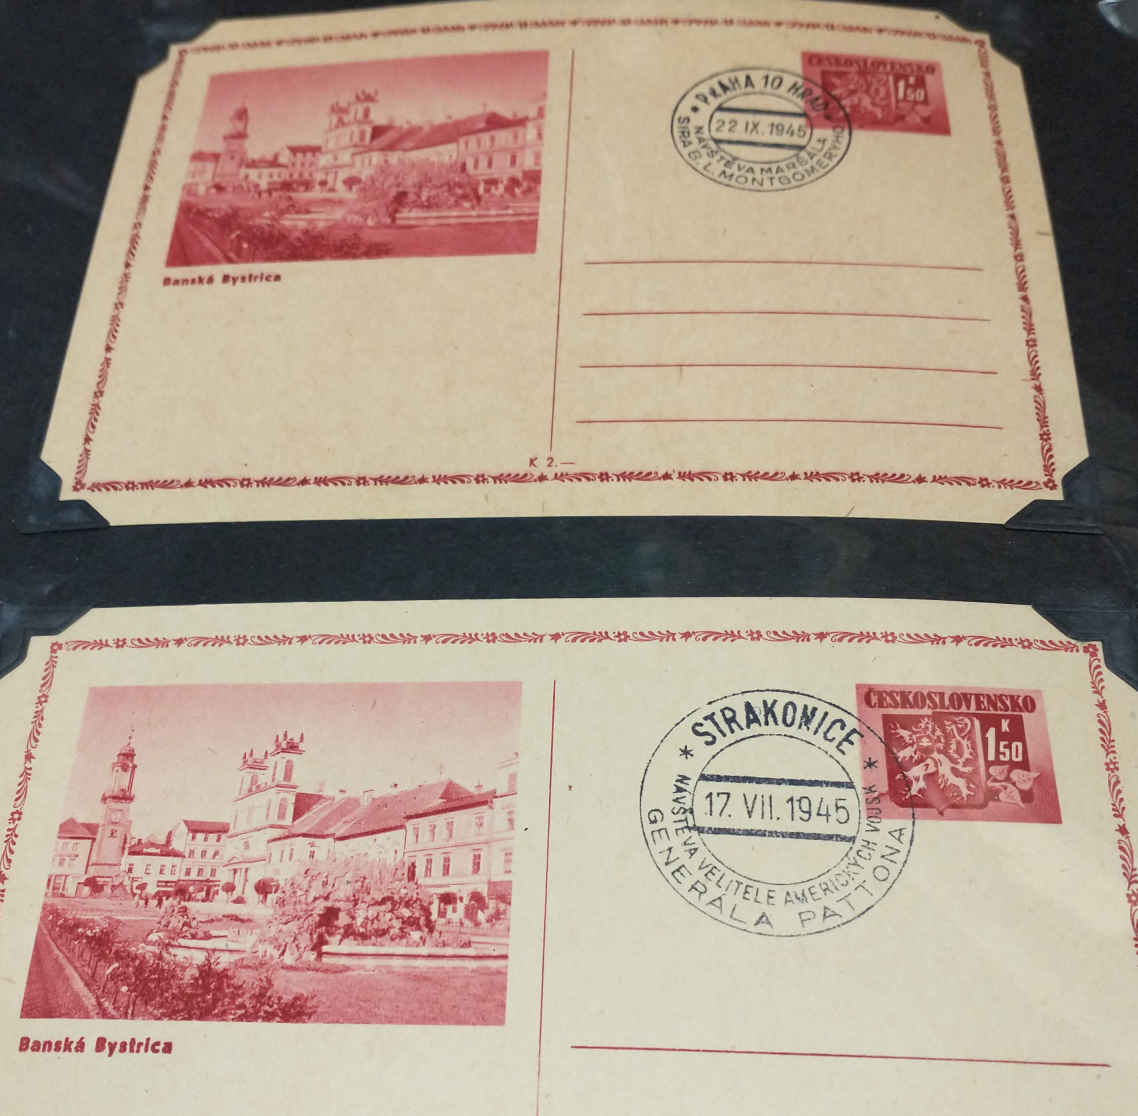 ČESKOSLOVENSKO
K
1 50
* PRAHA 10 HRAD *
22 IX. 1945
NÁVŠTĚVA MARŠÁLA
SIRA B. L. MONTGOMERYHO
Banská Bystrica
K 2.—
ČESKOSLOVENSKO
K
1 50
* STRAKONICE *
17. VII. 1945
NÁVŠTĚVA VELITELE AMERICKÝCH VOJSK
GENERÁLA PATTONA
Banská Bystrica